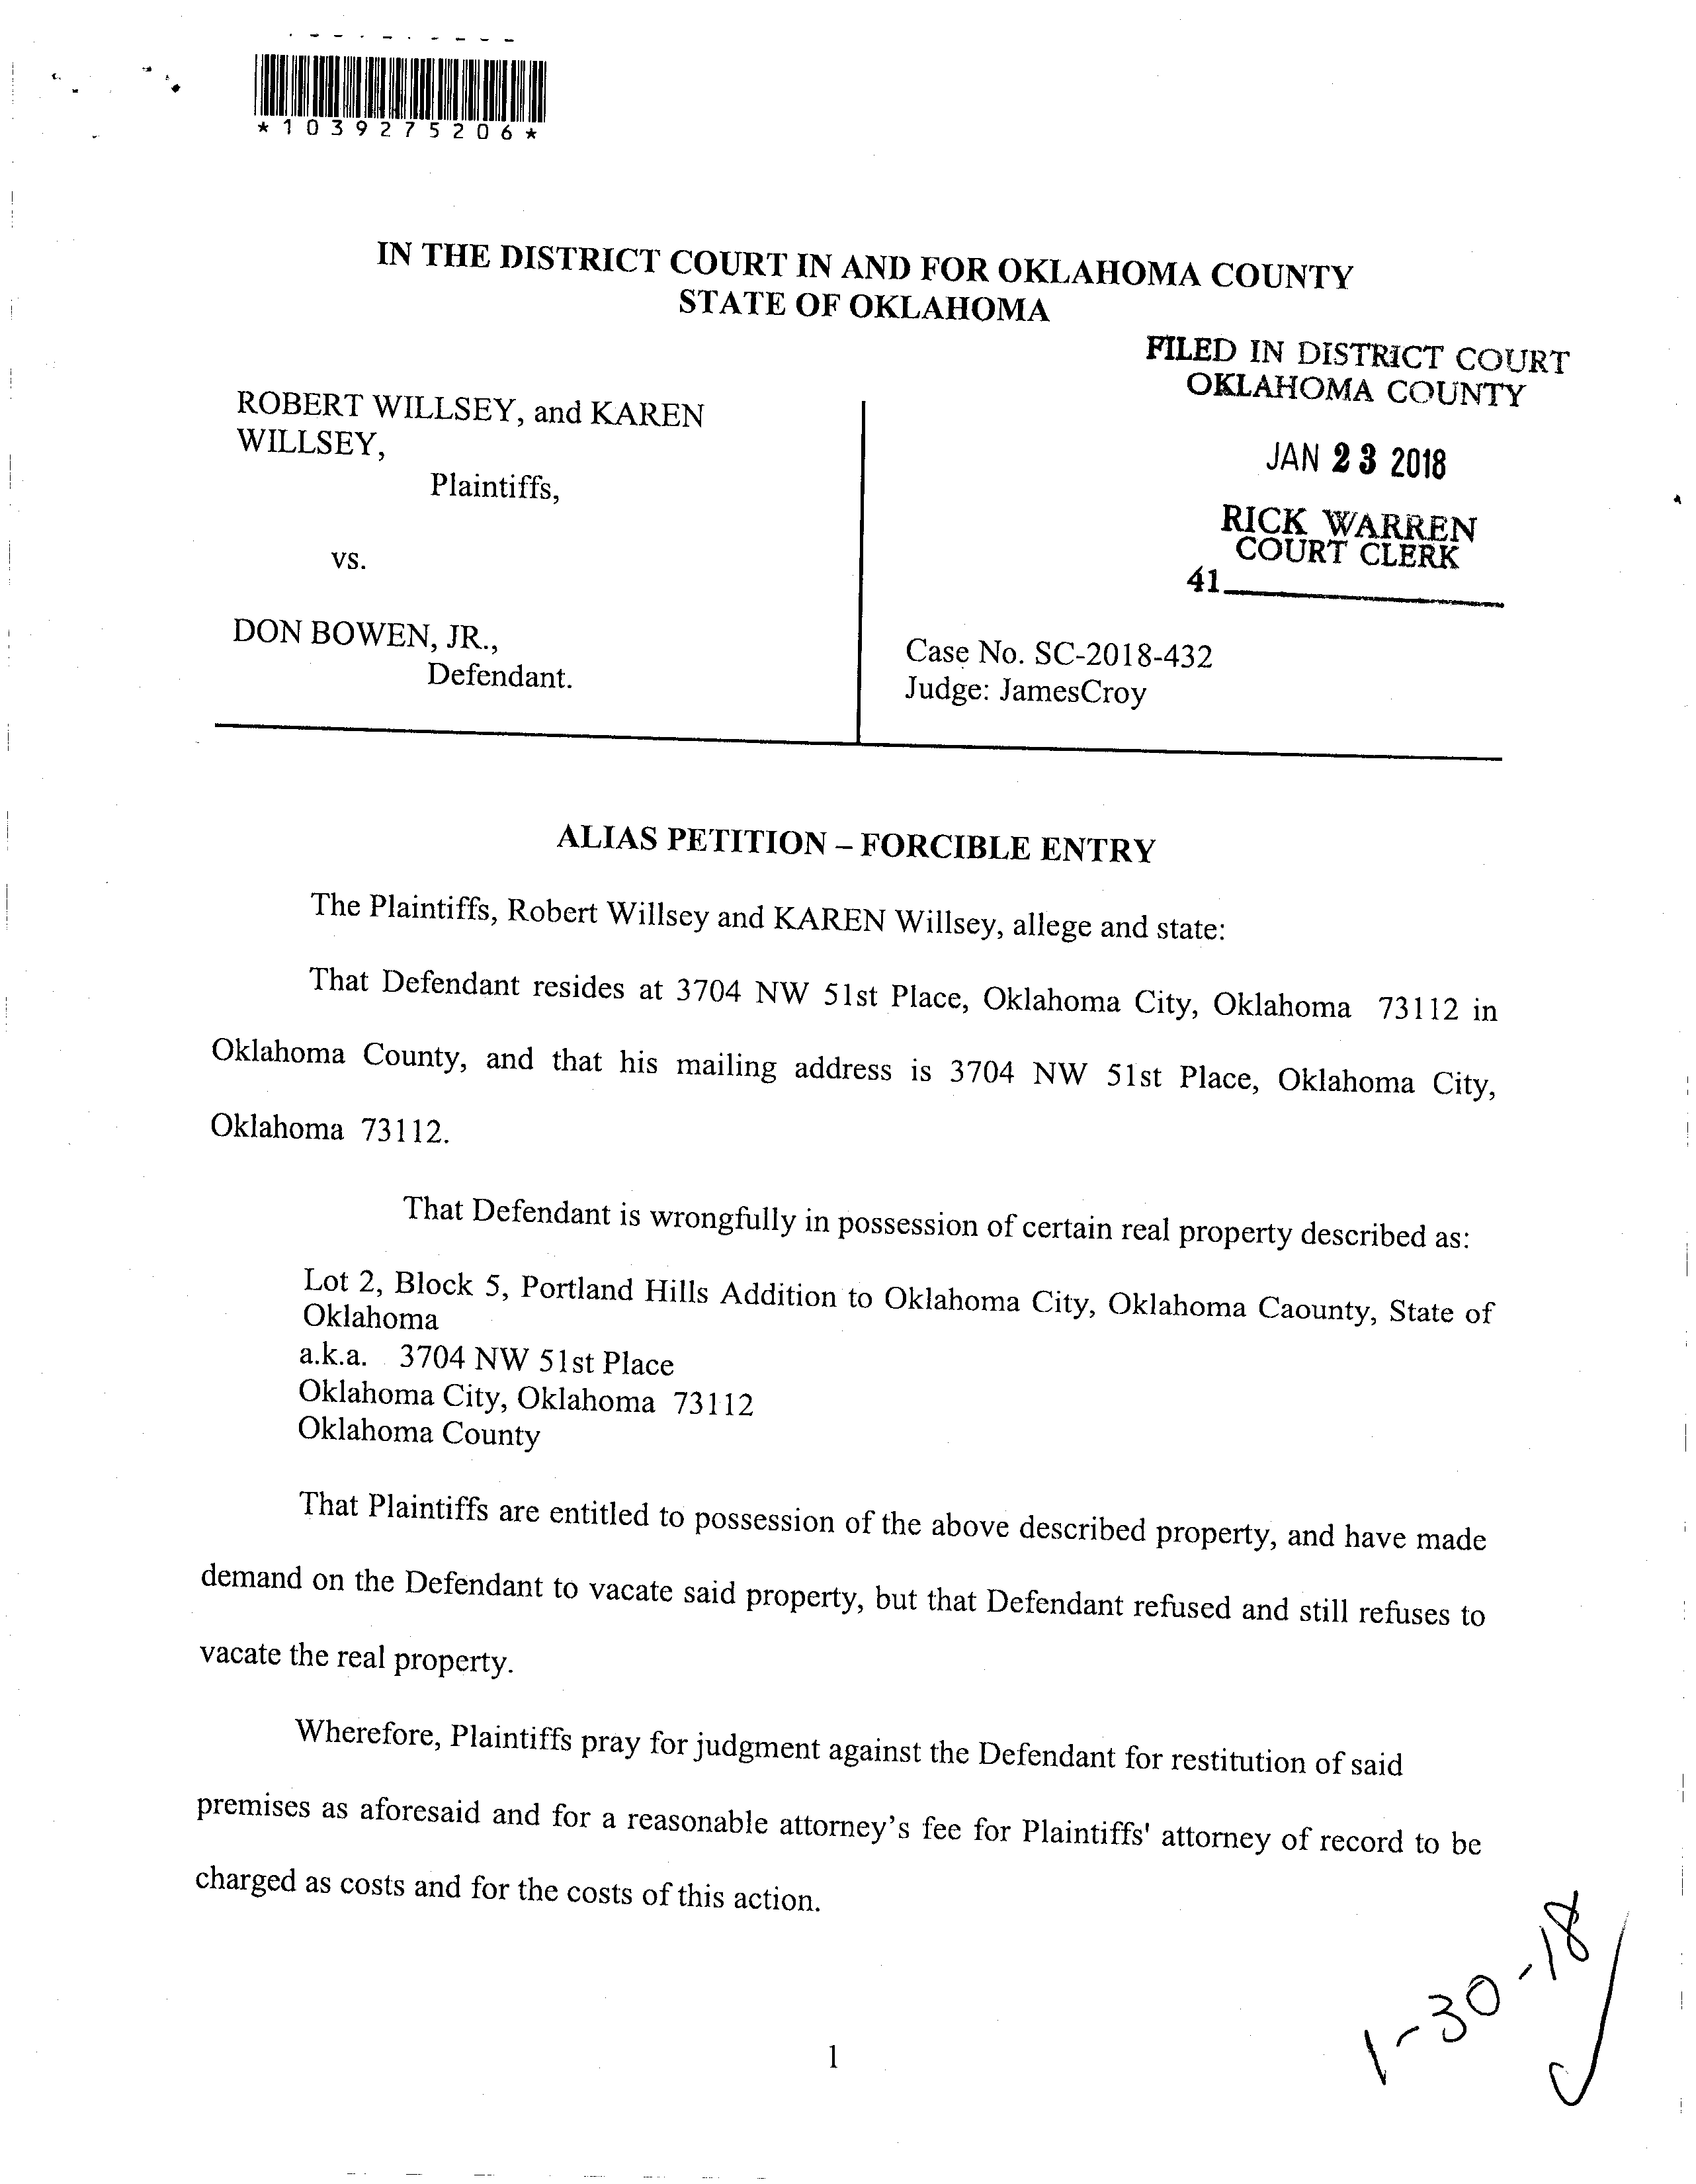 *1039275206*
IN THE DISTRICT COURT IN AND FOR OKLAHOMA COUNTY
STATE OF OKLAHOMA
FILED IN DISTRICT COURT
OKLAHOMA COUNTY
JAN 23 2018
RICK WARREN
COURT CLERK
41
ROBERT WILLSEY, and KAREN
WILLSEY,
Plaintiffs,
vs.
DON BOWEN, JR.,
Defendant.
Case No. SC-2018-432
Judge: JamesCroy
ALIAS PETITION – FORCIBLE ENTRY
The Plaintiffs, Robert Willsey and KAREN Willsey, allege and state:
That Defendant resides at 3704 NW 51st Place, Oklahoma City, Oklahoma 73112 in
Oklahoma County, and that his mailing address is 3704 NW 51st Place, Oklahoma City,
Oklahoma 73112.
That Defendant is wrongfully in possession of certain real property described as:
Lot 2, Block 5, Portland Hills Addition to Oklahoma City, Oklahoma Caounty, State of
Oklahoma
a.k.a. 3704 NW 51st Place
Oklahoma City, Oklahoma 73112
Oklahoma County
That Plaintiffs are entitled to possession of the above described property, and have made
demand on the Defendant to vacate said property, but that Defendant refused and still refuses to
vacate the real property.
Wherefore, Plaintiffs pray for judgment against the Defendant for restitution of said
premises as aforesaid and for a reasonable attorney's fee for Plaintiffs' attorney of record to be
charged as costs and for the costs of this action.
1-30-18
1